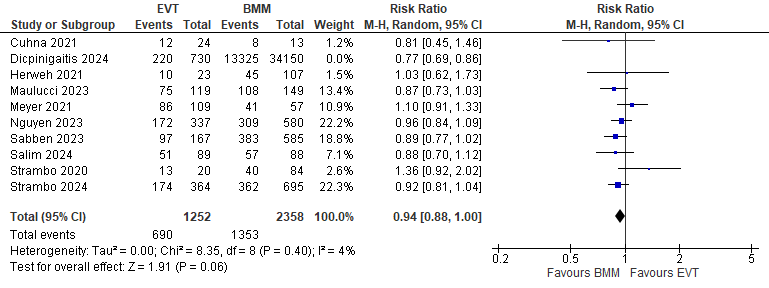 EVT BMM Risk Ratio Risk Ratio
Study or Subgroup Events Total Events Total Weight M-H, Random, 95% CI M-H, Random, 95% CI
Cuhna 2021 12 24 8 13 1.2% 0.81 [0.45, 1.46]
Dicpinigaitis 2024 220 730 13325 34150 0.0% 0.77 [0.69, 0.86]
Herweh 2021 10 23 45 107 1.6% 1.03 [0.62, 1.73]
Maulucci 2023 75 119 108 149 13.4% 0.87 [0.73, 1.03]
Meyer 2021 86 109 41 57 10.9% 1.10 [0.91, 1.33]
Nguyen 2023 172 337 309 580 22.2% 0.96 [0.84, 1.09]
Sabben 2023 97 167 383 585 18.8% 0.89 [0.77, 1.02]
Salim 2024 51 89 57 88 7.1% 0.88 [0.70, 1.12]
Strambo 2020 13 20 40 84 2.6% 1.36 [0.92, 2.02]
Strambo 2024 174 364 362 695 22.3% 0.92 [0.81, 1.04]
Total (95% CI) 1252 2358 100.0% 0.94 [0.88, 1.00]
Total events 690 1353
Heterogeneity: Tau² = 0.00; Chi² = 8.35, df = 8 (P = 0.40); I² = 4%
Test for overall effect: Z = 1.91 (P = 0.06)
0.2 0.5 1 2 5
Favours BMM Favours EVT